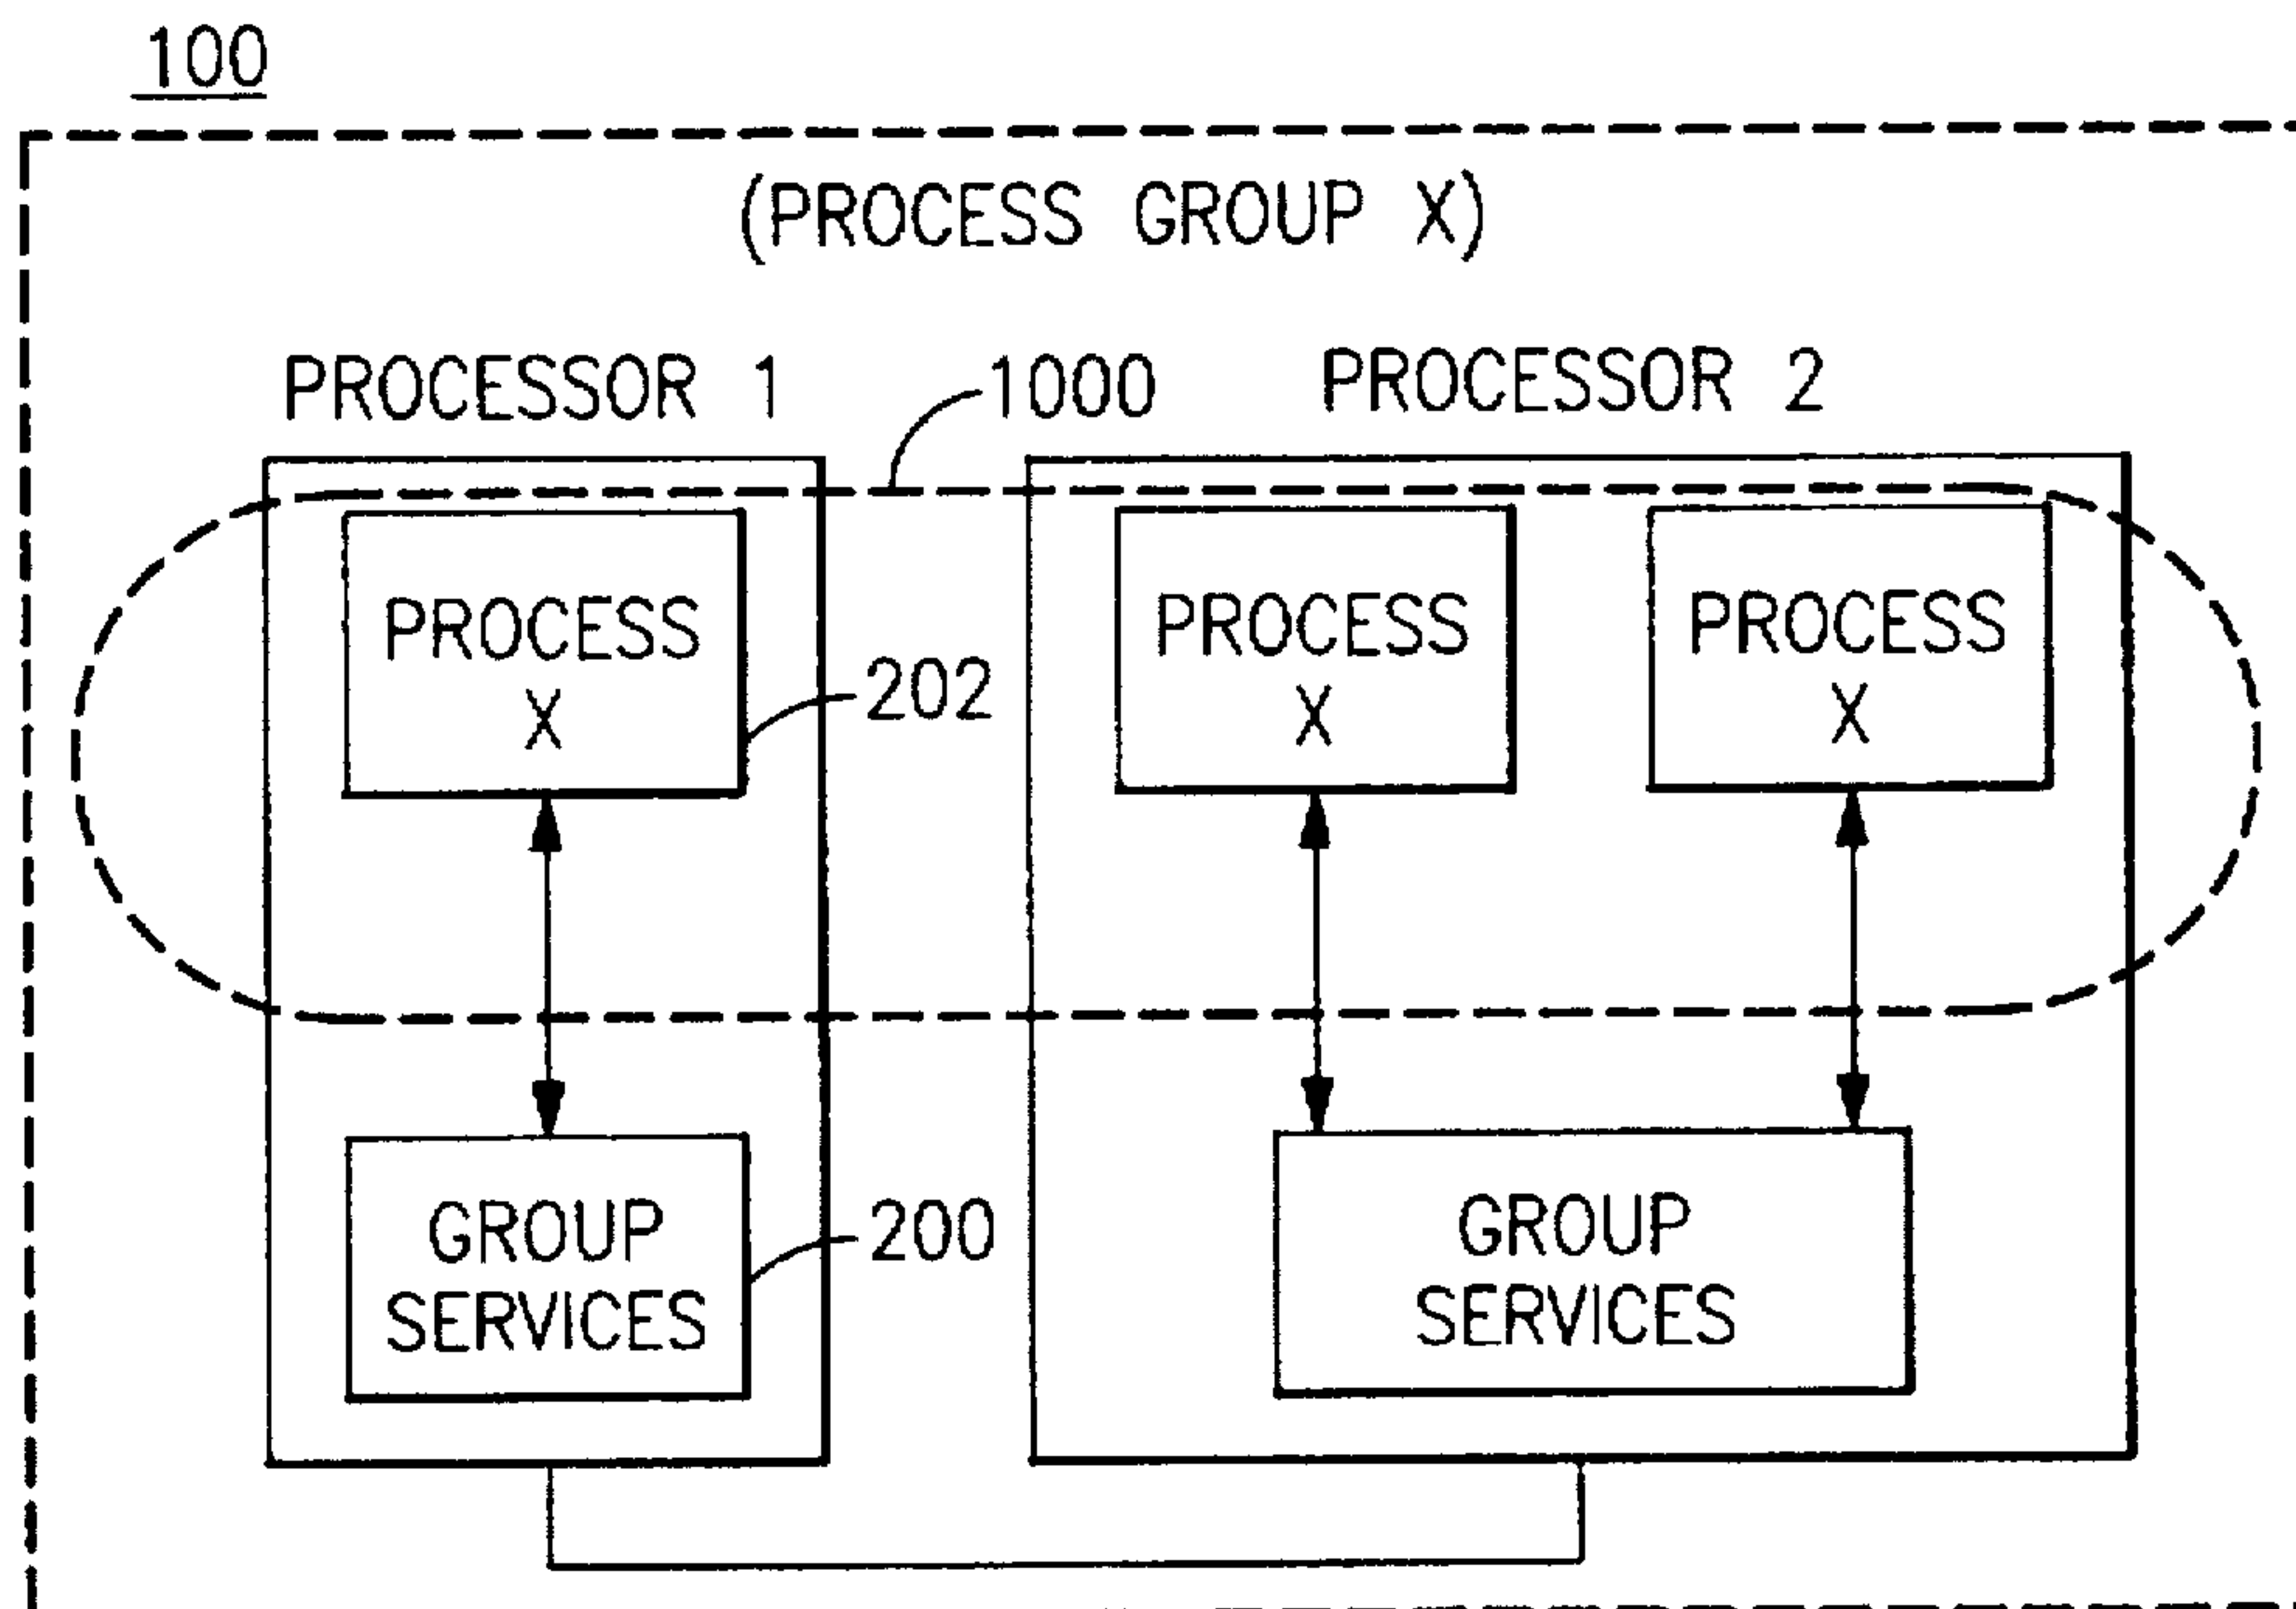 100
(PROCESS GROUP X)
PROCESSOR 1
1000
PROCESSOR 2
PROCESS
X
202
PROCESS
X
PROCESS
X
GROUP
SERVICES
200
GROUP
SERVICES